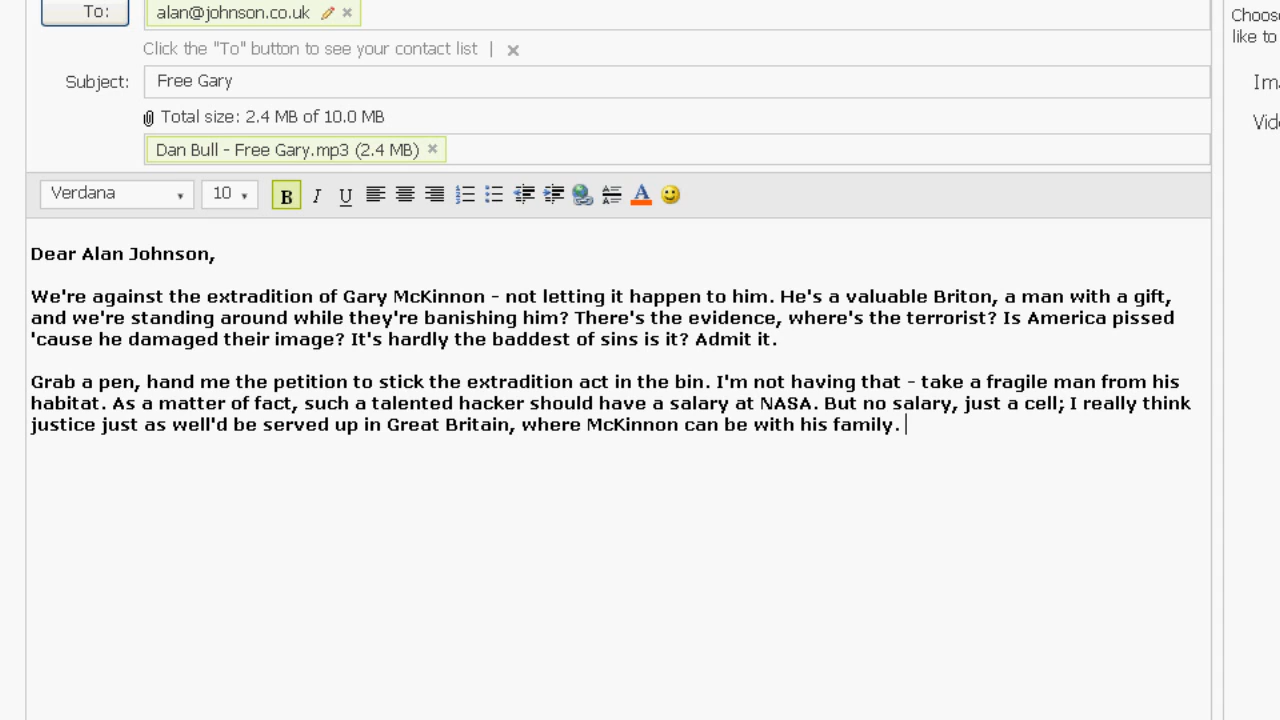 To: alan@johnson.co.uk
Choose
Click the "To" button to see your contact list |
like to
Subject: Free Gary
Total size: 2.4 MB of 10.0 MB
Dan Bull - Free Gary.mp3 (2.4 MB)
Verdana 10 B I U A
Dear Alan Johnson,
We're against the extradition of Gary McKinnon - not letting it happen to him. He's a valuable Briton, a man with a gift,
and we're standing around while they're banishing him? There's the evidence, where's the terrorist? Is America pissed
'cause he damaged their image? It's hardly the baddest of sins is it? Admit it.
Grab a pen, hand me the petition to stick the extradition act in the bin. I'm not having that - take a fragile man from his
habitat. As a matter of fact, such a talented hacker should have a salary at NASA. But no salary, just a cell; I really think
justice just as well'd be served up in Great Britain, where McKinnon can be with his family.